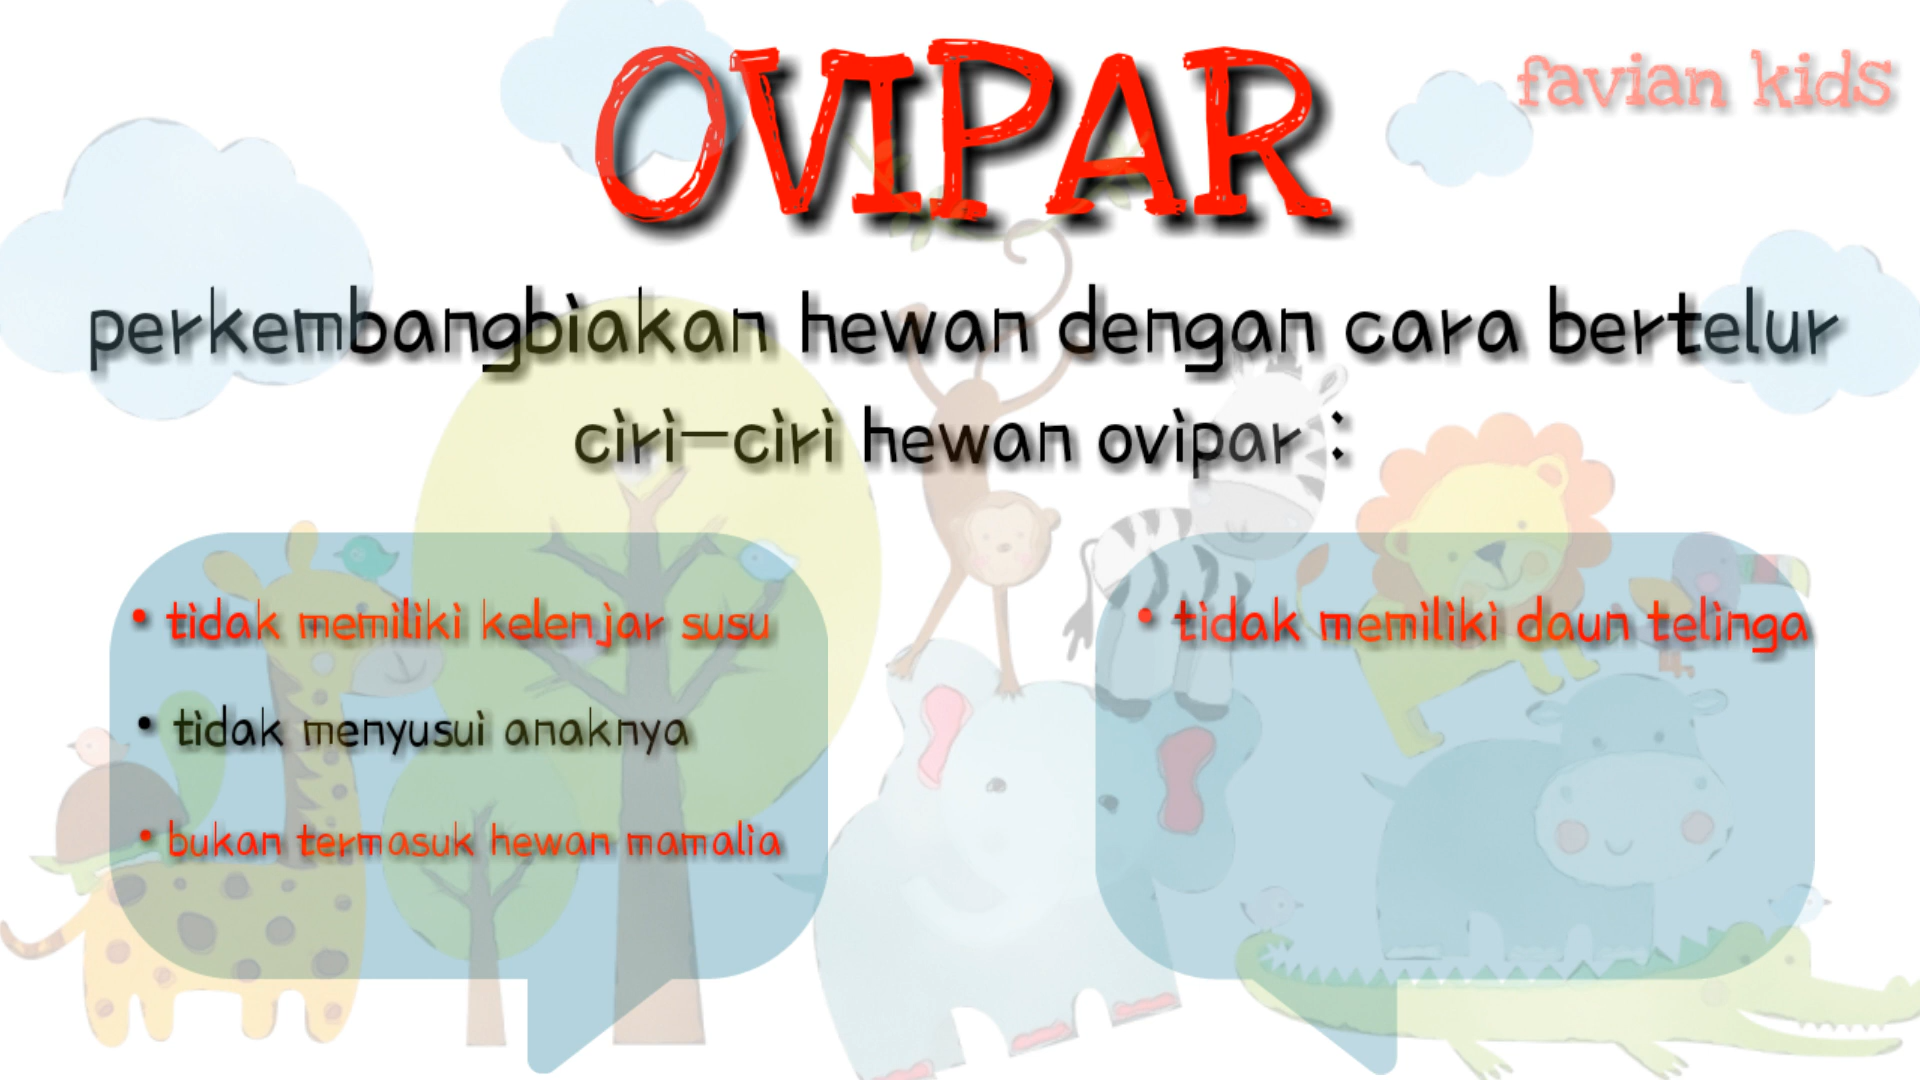 OVIPAR
favian kids
perkembangbiakan hewan dengan cara bertelur
ciri-ciri hewan ovipar :
• tidak memiliki kelenjar susu
• tidak menyusui anaknya
• bukan termasuk hewan mamalia
• tidak memiliki daun telinga